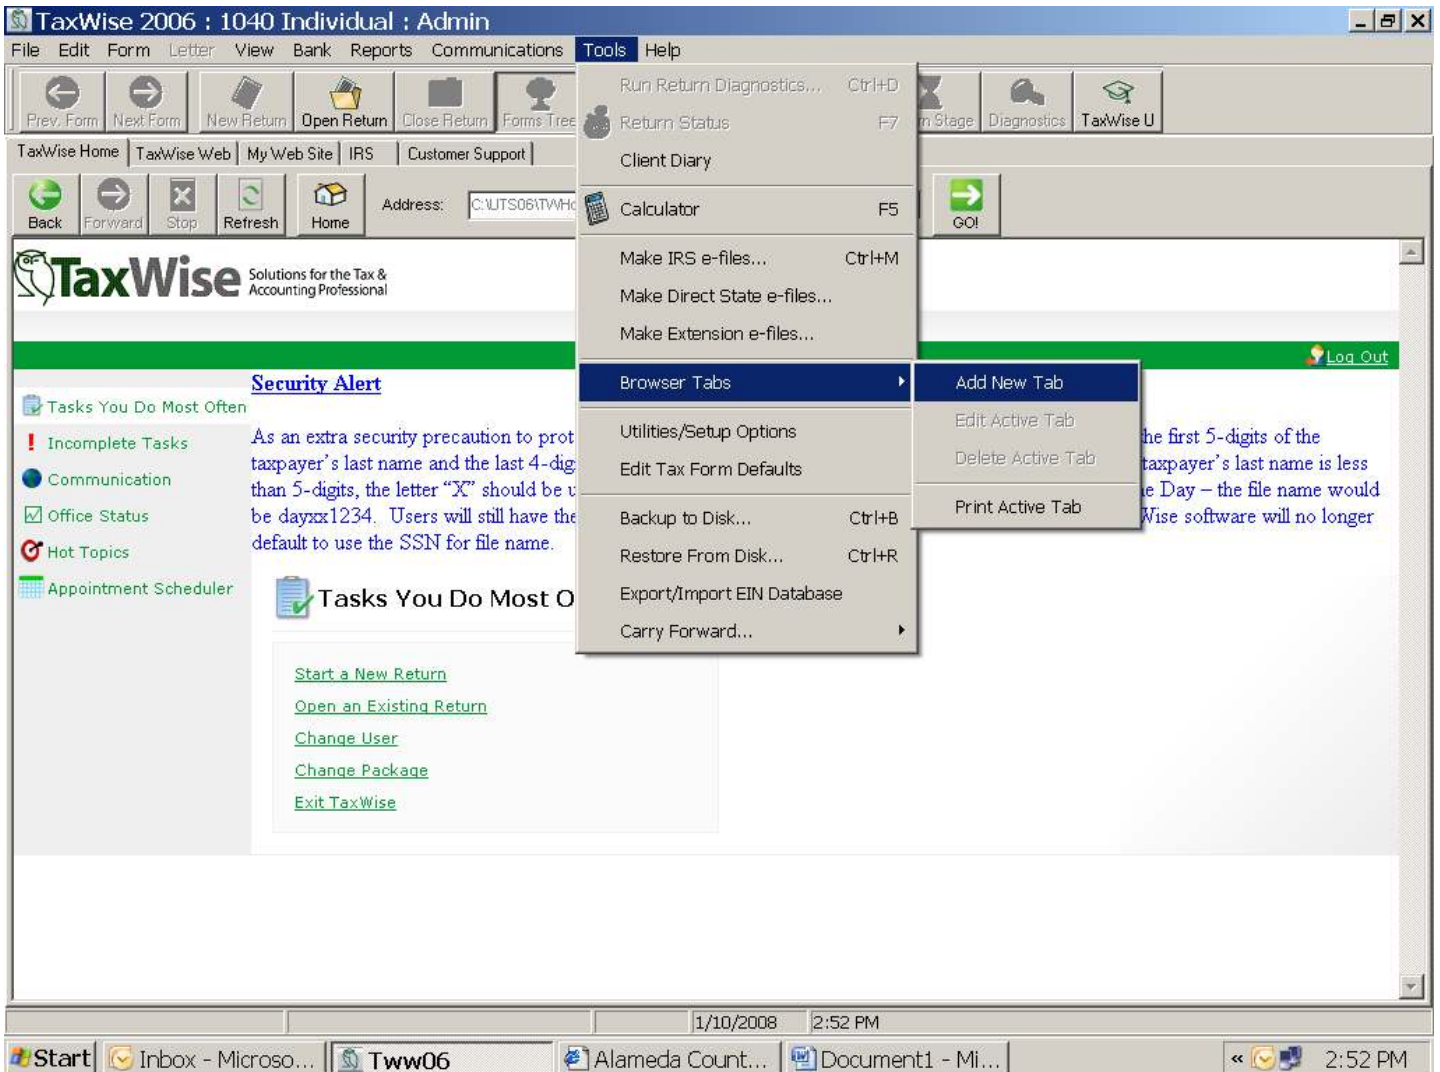 TaxWise 2006 : 1040 Individual : Admin
File Edit Form Letter View Bank Reports Communications Tools Help
Prev. Form Next Form New Return Open Return Close Return Forms Tree Stage Diagnostics TaxWise U
TaxWise Home TaxWise Web My Web Site IRS Customer Support
Back Forward Stop Refresh Home Address: C:\UTS06\TWHo GO!
Run Return Diagnostics... Ctrl+D
Return Status F7
Client Diary
Calculator F5
Make IRS e-files... Ctrl+M
Make Direct State e-files...
Make Extension e-files...
Browser Tabs
Utilities/Setup Options
Edit Tax Form Defaults
Backup to Disk... Ctrl+B
Restore From Disk... Ctrl+R
Export/Import EIN Database
Carry Forward...
Add New Tab
Edit Active Tab
Delete Active Tab
Print Active Tab
TaxWise Solutions for the Tax &
Accounting Professional
Log Out
Tasks You Do Most Often
Incomplete Tasks
Communication
Office Status
Hot Topics
Appointment Scheduler
Security Alert
As an extra security precaution to prot he first 5-digits of the
taxpayer's last name and the last 4-dig taxpayer's last name is less
than 5-digits, the letter "X" should be u e Day – the file name would
be dayxx1234. Users will still have the Wise software will no longer
default to use the SSN for file name.
Tasks You Do Most O
Start a New Return
Open an Existing Return
Change User
Change Package
Exit TaxWise
1/10/2008 2:52 PM
Start Inbox - Microso... Tww06 Alameda Count... Document1 - Mi... « 2:52 PM